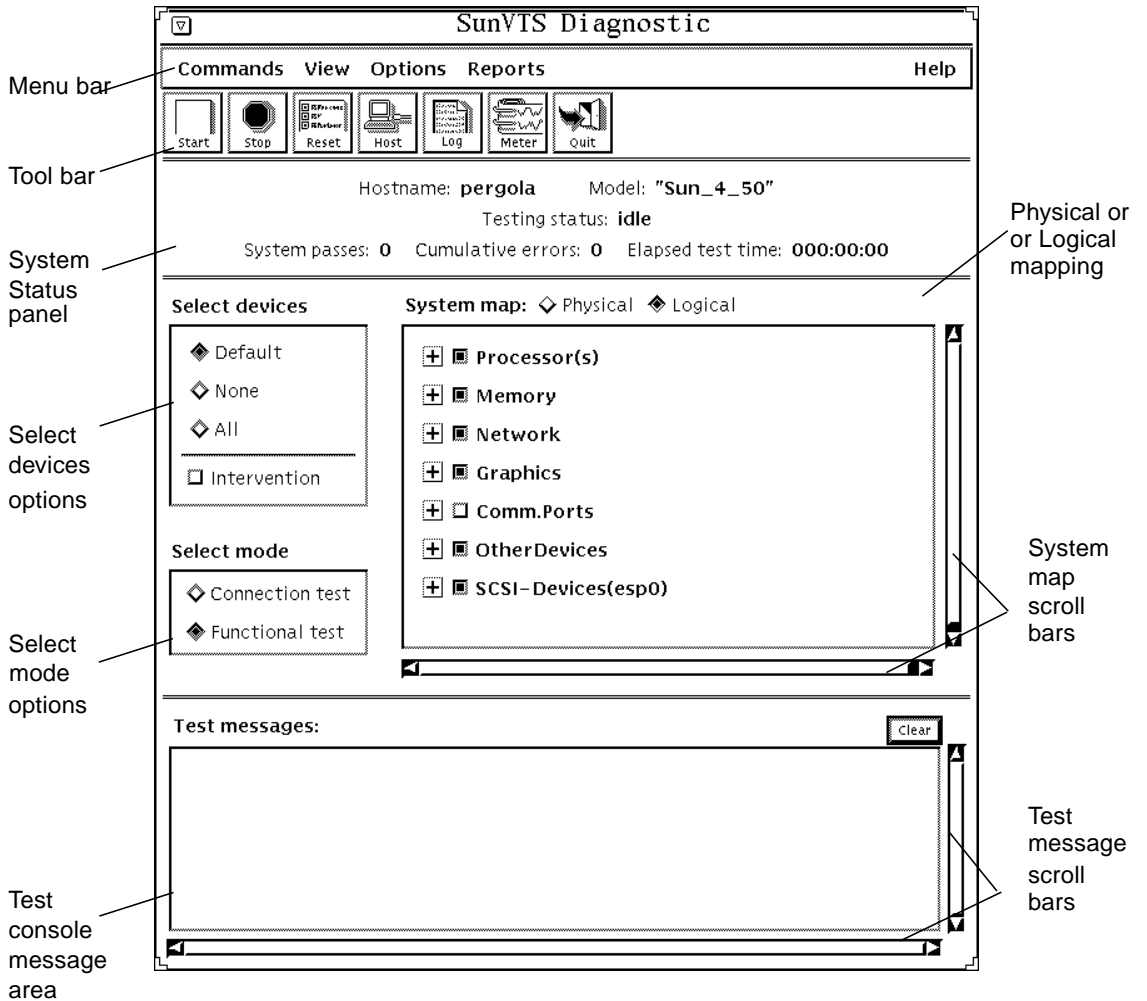 SunVTS Diagnostic
Menu bar
Commands View Options Reports Help
Start Stop Reset Host Log Meter Quit
Tool bar
Hostname: pergola Model: "Sun_4_50"
Testing status: idle
System passes: 0 Cumulative errors: 0 Elapsed test time: 000:00:00
System
Status
panel
Physical or
or Logical
mapping
Select devices
Default
None
All
Intervention
Select
devices
options
System map: Physical Logical
Processor(s)
Memory
Network
Graphics
Comm.Ports
OtherDevices
SCSI-Devices(esp0)
System
map
scroll
bars
Select mode
Connection test
Functional test
Select
mode
options
Test messages: Clear
Test
message
scroll
bars
Test
console
message
area